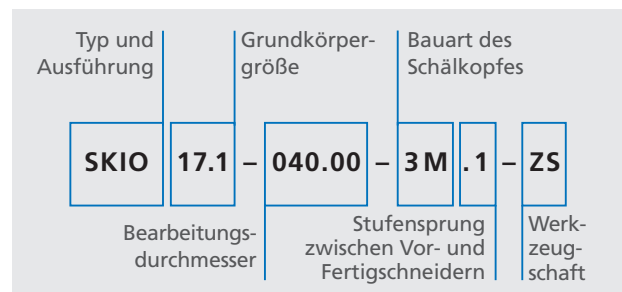 Typ und
Ausführung
Grundkörper-
größe
Bauart des
Schälkopfes
SKIO 17.1 – 040.00 – 3 M . 1 – ZS
Bearbeitungs-
durchmesser
Stufensprung
zwischen Vor- und
Fertigschneidern
Werk-
zeug-
schaft